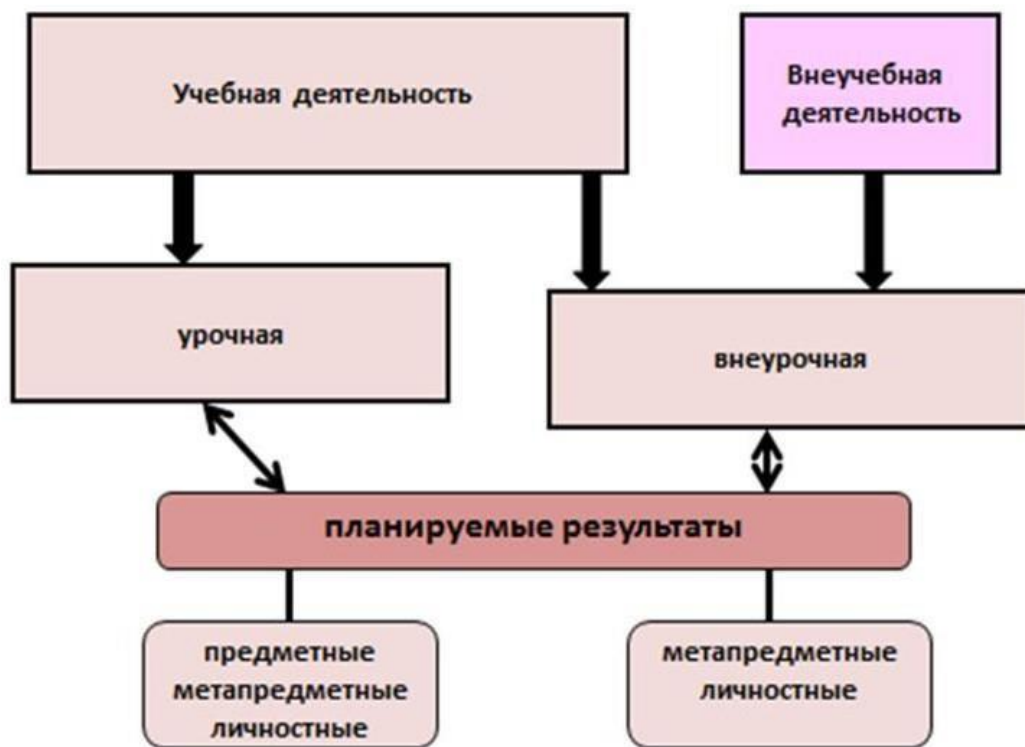 Учебная деятельность
Внеучебная
деятельность
урочная
внеурочная
планируемые результаты
предметные
метапредметные
личностные
метапредметные
личностные